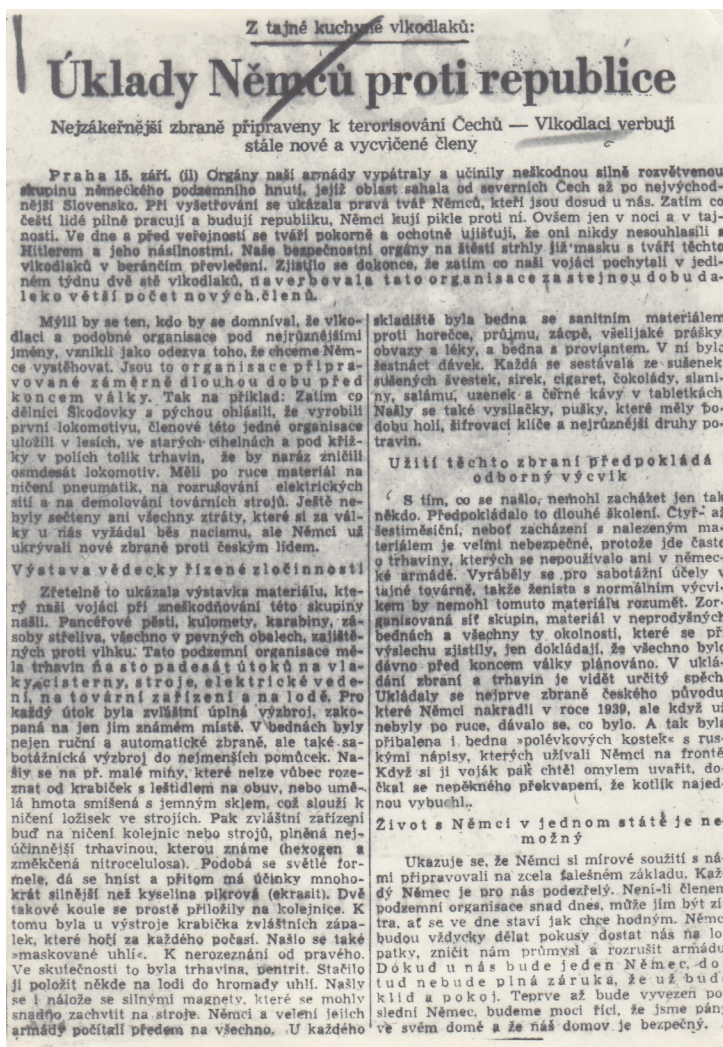 Z tajné kuchyně vlkodlaků:
Úklady Němců proti republice
Nejzákeřnější zbraně připraveny k terorisování Čechů — Vlkodlaci verbují
stále nové a vycvičené členy
Praha 15. září. (il) Orgány naší armády vypátraly a učinily neškodnou silně rozvětvenou
skupinu německého podzemního hnutí, jejíž oblast sahala od severních Čech až po nejvýchod-
nější Slovensko. Při vyšetřování se ukázala pravá tvář Němců, kteří jsou dosud u nás. Zatím co
čeští lidé pilně pracují a budují republiku, Němci kují pikle proti ní. Ovšem jen v noci a v taj-
nosti. Ve dne a před veřejností se tváří pokorně a ochotně ujišťují, že oni nikdy nesouhlasili s
Hitlerem a jeho násilnostmi. Naše bezpečnostní orgány na štěstí strhly již masku s tváří těchto
vlkodlaků v beránčím převlečení. Zjistilo se dokonce, že zatím co naši vojáci pochytali v jedi-
ném týdnu dvě stě vlkodlaků, naverbovala tato organisace za stejnou dobu da-
leko větší počet nových členů.
Mýlil by se ten, kdo by se domníval, že vlko-
dlaci a podobné organisace pod nejrůznějšími
jmény, vznikli jako odezva toho, že chceme Něm-
ce vystěhovat. Jsou to organisace připra-
vované záměrně dlouhou dobu před
koncem války. Tak na příklad: Zatím co
dělníci Škodovky s pýchou ohlásili, že vyrobili
první lokomotivu, členové této jedné organisace
uložili v lesích, ve starých cihelnách a pod kříž-
ky v polích tolik trhavin, že by naráz zničili
osmdesát lokomotiv. Měli po ruce materiál na
ničení pneumatik, na rozrušování elektrických
sítí a na demolování továrních strojů. Ještě ne-
byly sečteny ani všechny ztráty, které si za vál-
ky u nás vyžádal běs nacismu, ale Němci už
ukrývali nové zbraně proti českým lidem.
Výstava vědecky řízené zločinnosti
Zřetelně to ukázala výstavka materiálu, kte-
rý naši vojáci při zneškodňování této skupiny
našli. Pancéřové pěsti, kulomety, karabiny, zá-
soby střeliva, všechno v pevných obalech, zajiště-
ných proti vlhku. Tato podzemní organisace mě-
la trhavin na sto padesát útoků na vla-
ky, cisterny, stroje, elektrické vede-
ní, na tovární zařízení a na lodě. Pro
každý útok byla zvláštní úplná výzbroj, zako-
paná na jen jim známém místě. V bednách byly
nejen ruční a automatické zbraně, ale také sa-
botážnická výzbroj do nejmenších pomůcek. Na-
šly se na př. malé miny, které nelze vůbec roze-
znat od krabiček s leštidlem na obuv, nebo umě-
lá hmota smíšená s jemným sklem, což slouží k
ničení ložisek ve strojích. Pak zvláštní zařízení
buď na ničení kolejnic nebo strojů, plněná nej-
účinnější trhavinou, kterou známe (hexogen a
změkčená nitrocelulosa). Podobá se světlé for-
mele, dá se hníst a přitom má účinky mnoho-
krát silnější než kyselina pikrová (ekrasit). Dvě
takové koule se prostě přiložily na kolejnice. K
tomu byla u výstroje krabička zvláštních zápa-
lek, které hoří za každého počasí. Našlo se také
»maskované uhlí«. K nerozeznání od pravého.
Ve skutečnosti to byla trhavina, pentrit. Stačilo
ji položit někde na lodi do hromady uhlí. Našly
se i nálože se silnými magnety, které se mohly
snadno zachytit na stroje. Němci a velení jejich
armády počítali předem na všechno. U každého
skladiště byla bedna se sanitním materiálem
proti horečce, průjmu, zácpě, všelijaké prášky
obvazy a léky, a bedna s proviantem. V ní bylo
šestnáct dávek. Každá se sestávala ze sušenek
sušených švestek, sirek, cigaret, čokolády, slani-
ny, salámu, uzenek a černé kávy v tabletkách
Našly se také vysilačky, pušky, které měly po-
dobu holí, šifrovací klíče a nejrůznější druhy po-
travin.
Užití těchto zbraní předpokládá
odborný výcvik
S tím, co se našlo, nemohl zacházet jen tak
někdo. Předpokládalo to dlouhé školení. Čtyř- až
šestiměsíční, neboť zacházení s nalezeným ma-
teriálem je velmi nebezpečné, protože jde často
o trhaviny, kterých se nepoužívalo ani v němec-
ké armádě. Vyráběly se pro sabotážní účely v
tajné továrně, takže ženista s normálním výcvi-
kem by nemohl tomuto materiálu rozumět. Zor-
ganisovaná síť skupin, materiál v neprodyšných
bednách a všechny ty okolnosti, které se při
výslechu zjistily, jen dokládají, že všechno bylo
dávno před koncem války plánováno. V uklá-
dání zbraní a trhavin je vidět určitý spěch
Ukládaly se nejprve zbraně českého původu
které Němci nakradli v roce 1939, ale když už
nebyly po ruce, dávalo se, co bylo. A tak byla
přibalena i bedna »polévkových kostek« s rus-
kými nápisy, kterých užívali Němci na frontě
Když si ji voják pak chtěl omylem uvařit, do-
čkal se nepěkného překvapení, že kotlík najed-
nou vybuchl.
Život s Němci v jednom státě je ne-
možný
Ukazuje se, že Němci si mírové soužití s ná-
mi připravovali na zcela falešném základu. Kaž-
dý Němec je pro nás podezřelý. Není-li členem
podzemní organisace snad dnes, může jím být zí-
tra, ať se ve dne staví jak chce hodným. Němci
budou vždycky dělat pokusy dostat nás na lo-
patky, zničit nám průmysl a rozrušit armádu
Dokud u nás bude jeden Němec, do-
tud nebude plná záruka, že už bude
klid a pokoj. Teprve až bude vyvezen po-
slední Němec, budeme moci říci, že jsme pány
ve svém domě a že náš domov je bezpečný.